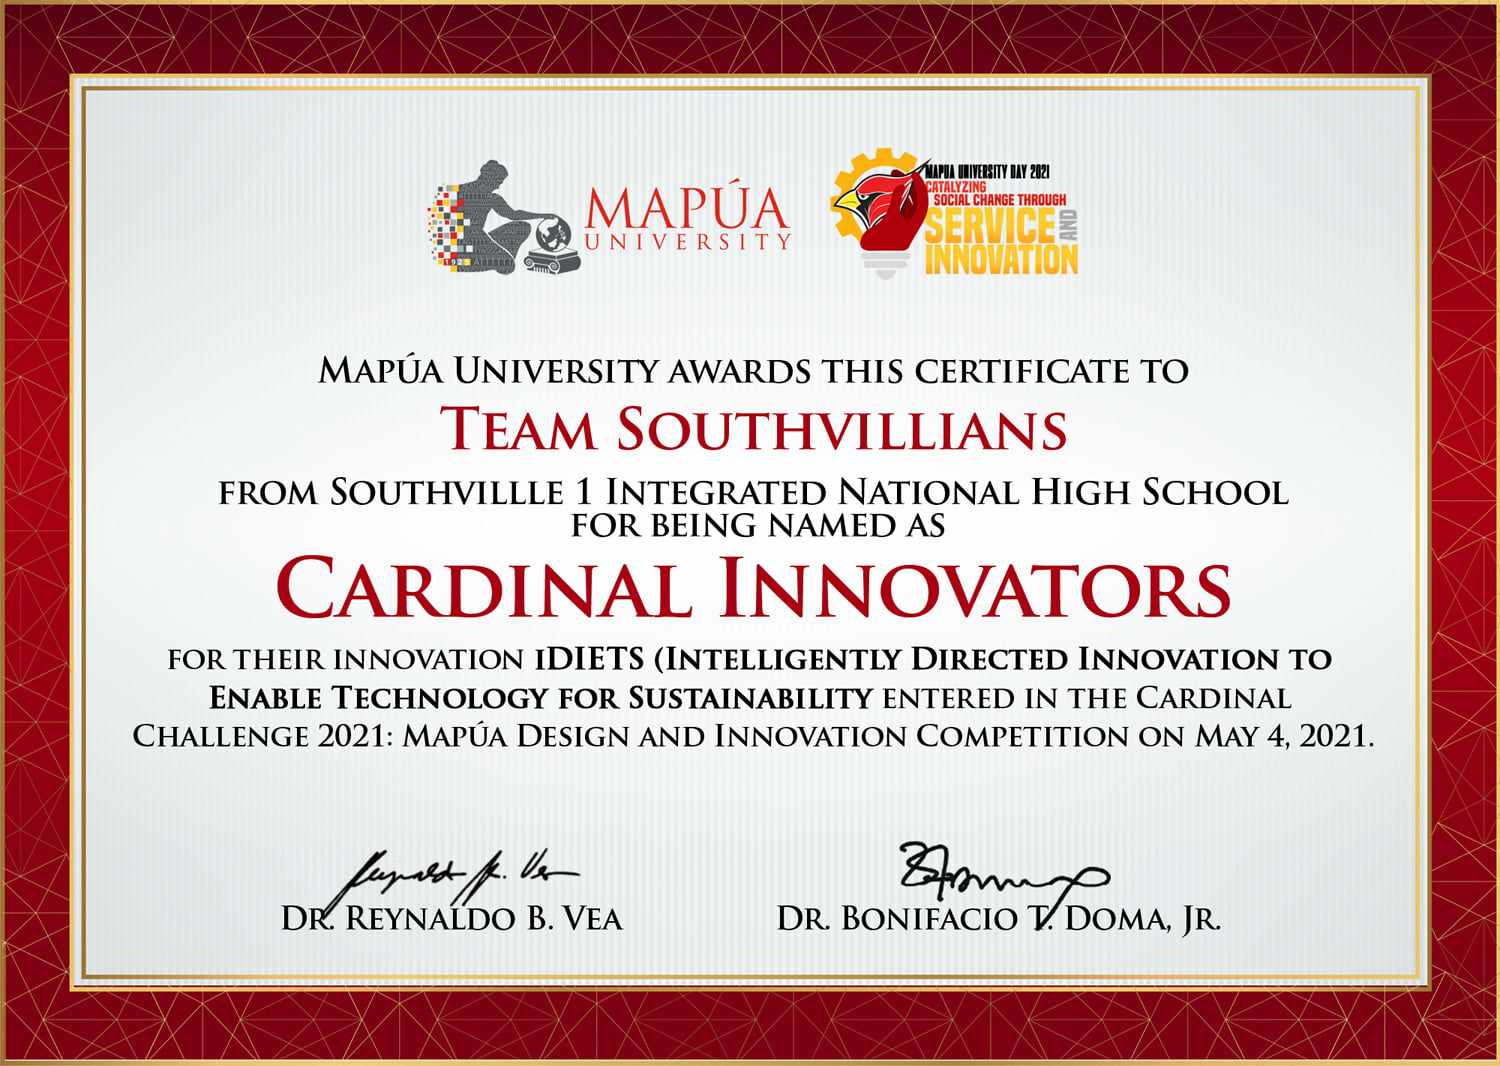 MAPÚA
UNIVERSITY
1925
MAPUA UNIVERSITY DAY 2021
CATALYZING
SOCIAL CHANGE THROUGH
SERVICE AND
INNOVATION
Mapúa University awards this certificate to
Team Southvillians
from Southvillle 1 Integrated National High School
for being named as
Cardinal Innovators
for their innovation iDIETS (Intelligently Directed Innovation to
Enable Technology for Sustainability entered in the Cardinal
Challenge 2021: Mapúa Design and Innovation Competition on May 4, 2021.
Dr. Reynaldo B. Vea
Dr. Bonifacio T. Doma, Jr.